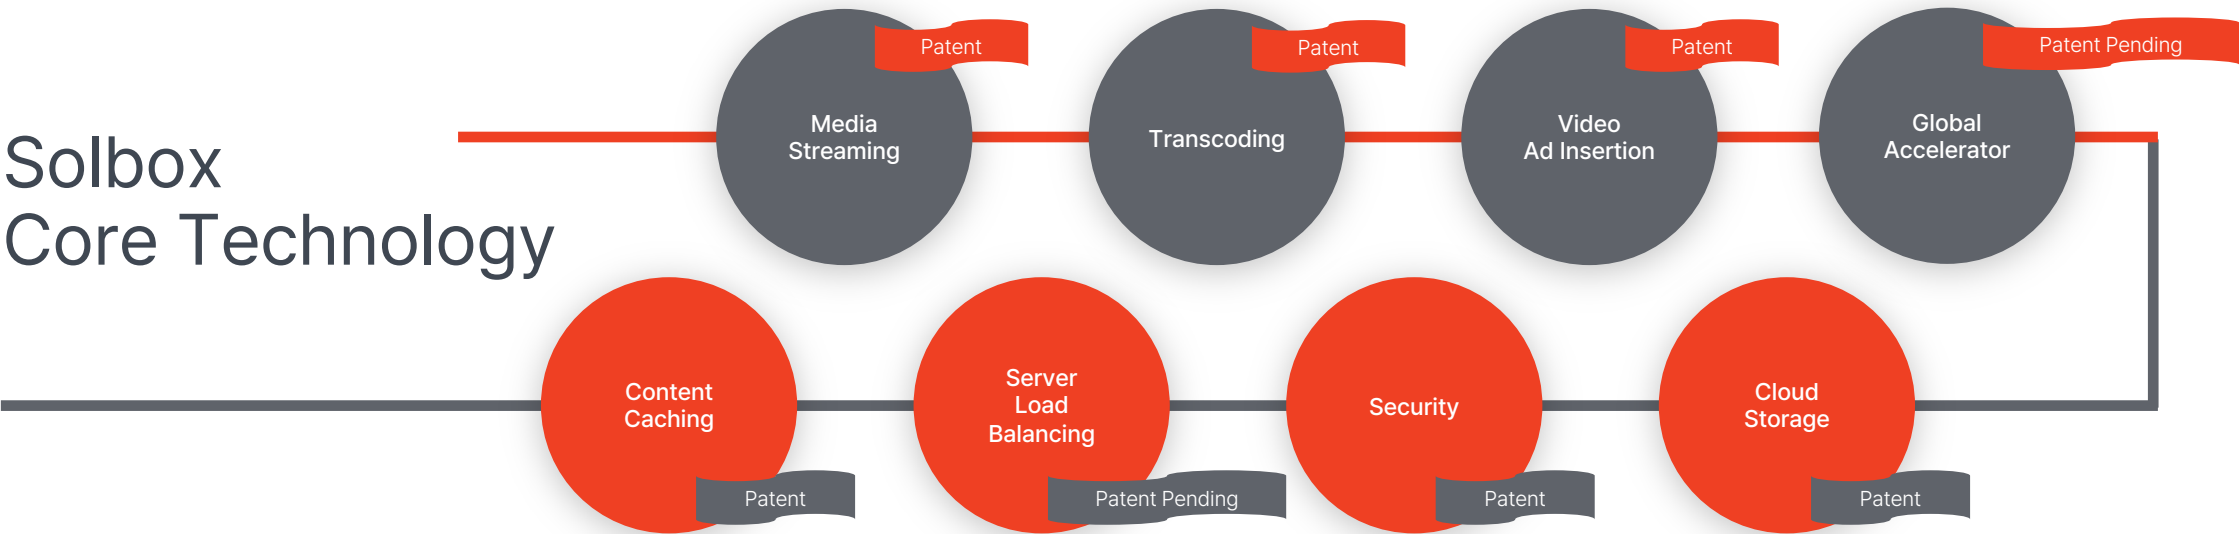 Solbox
Core Technology
Media
Streaming
Patent
Transcoding
Patent
Video
Ad Insertion
Patent
Global
Accelerator
Patent Pending
Content
Caching
Patent
Server
Load
Balancing
Patent Pending
Security
Patent
Cloud
Storage
Patent